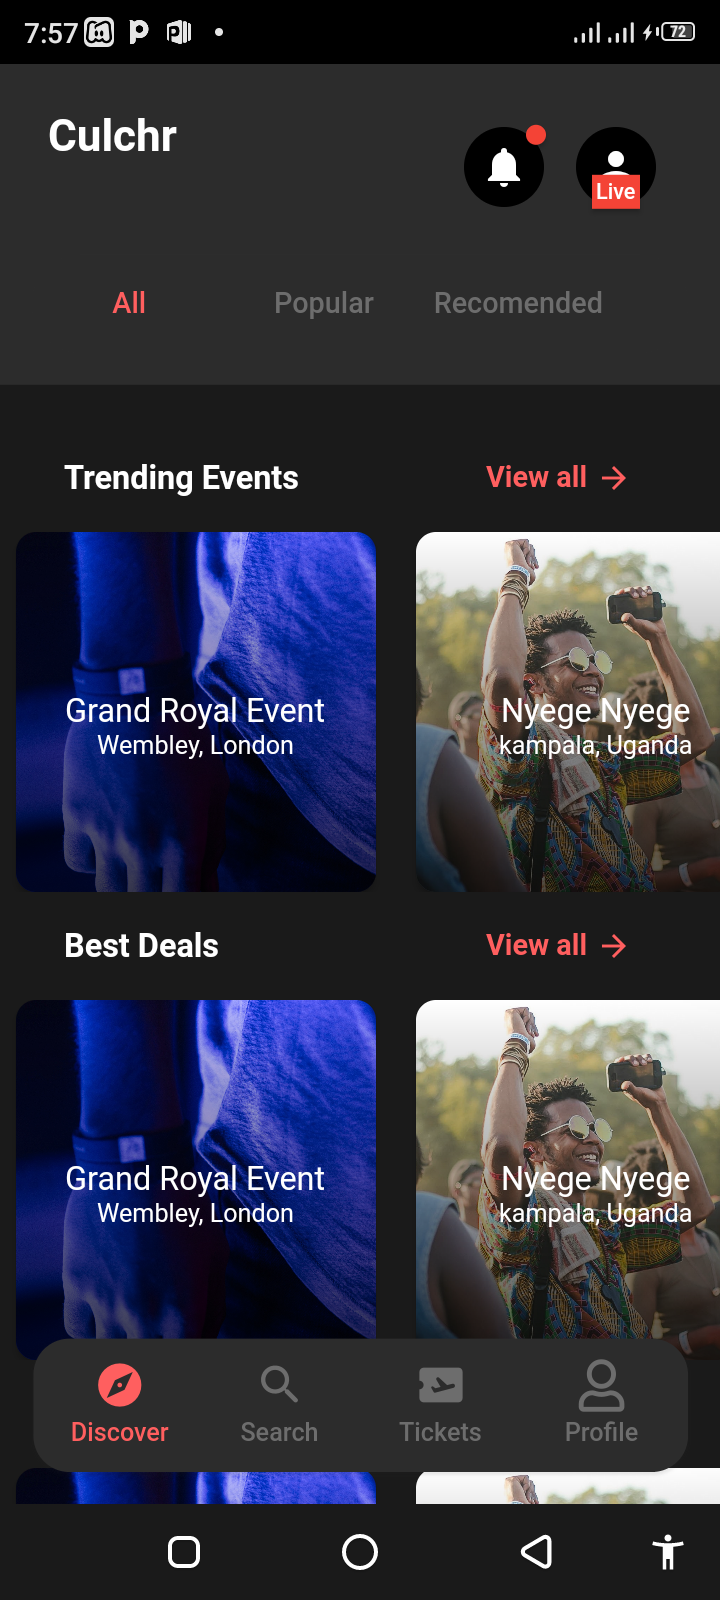 7:57
72
Culchr
Live
All Popular Recomended
Trending Events View all
Grand Royal Event Nyege Nyege
Wembley, London kampala, Uganda
Best Deals View all
Grand Royal Event Nyege Nyege
Wembley, London kampala, Uganda
Discover Search Tickets Profile